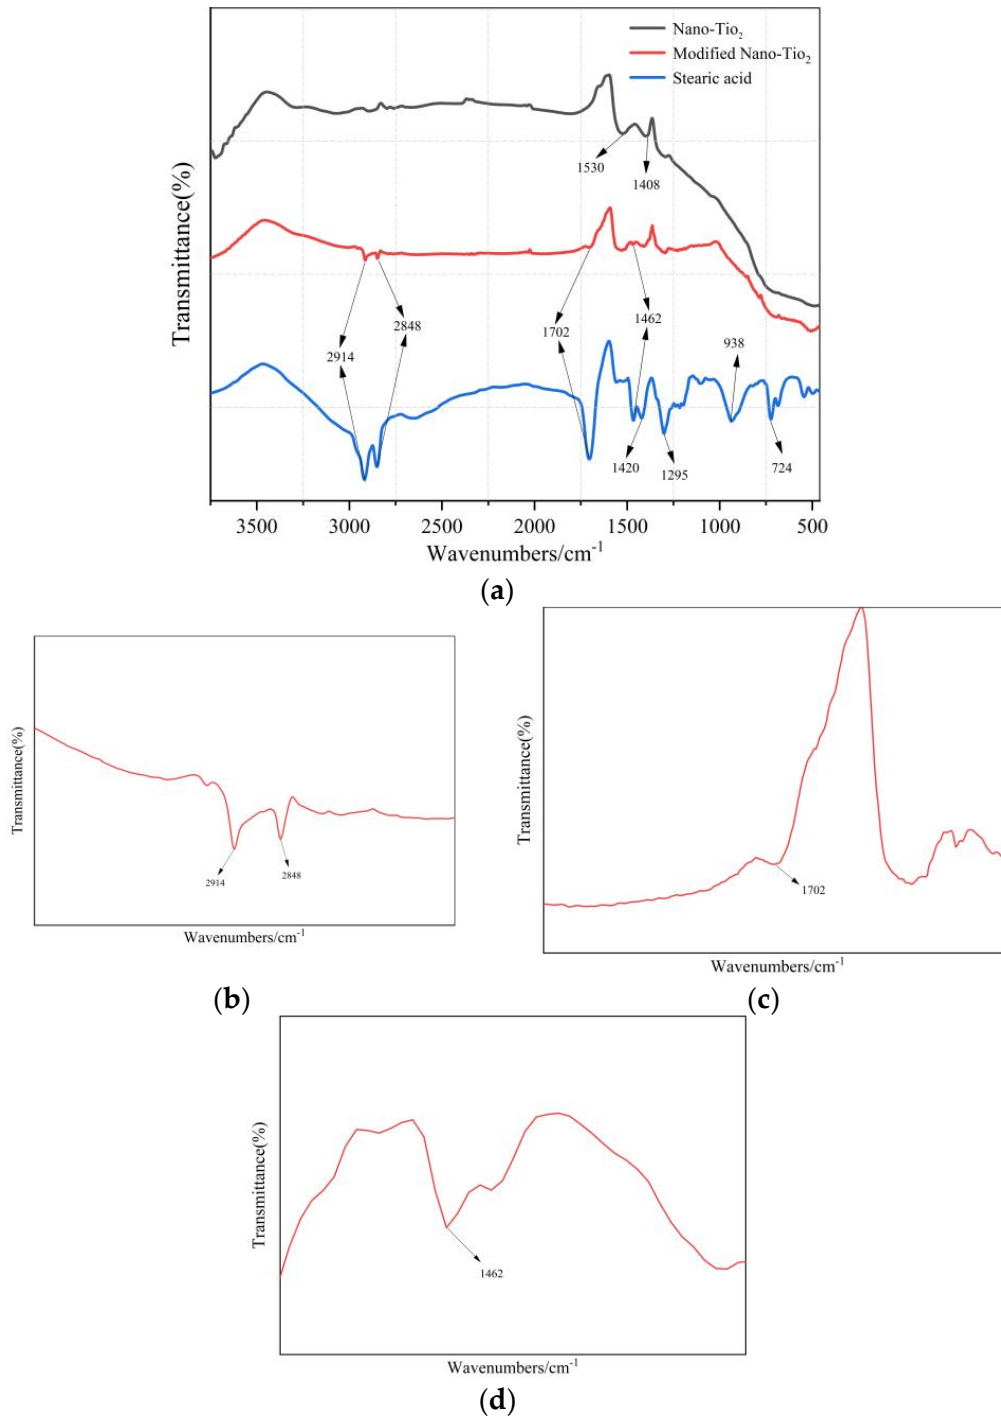 Nano-Tio₂
Modified Nano-Tio₂
Stearic acid
Transmittance(%)
1530
1408
2914
2848
1702
1462
938
1420
1295
724
3500 3000 2500 2000 1500 1000 500
Wavenumbers/cm⁻¹
(a)
Transmittance(%)
2914
2848
Wavenumbers/cm⁻¹
(b)
Transmittance(%)
1702
Wavenumbers/cm⁻¹
(c)
Transmittance(%)
1462
Wavenumbers/cm⁻¹
(d)